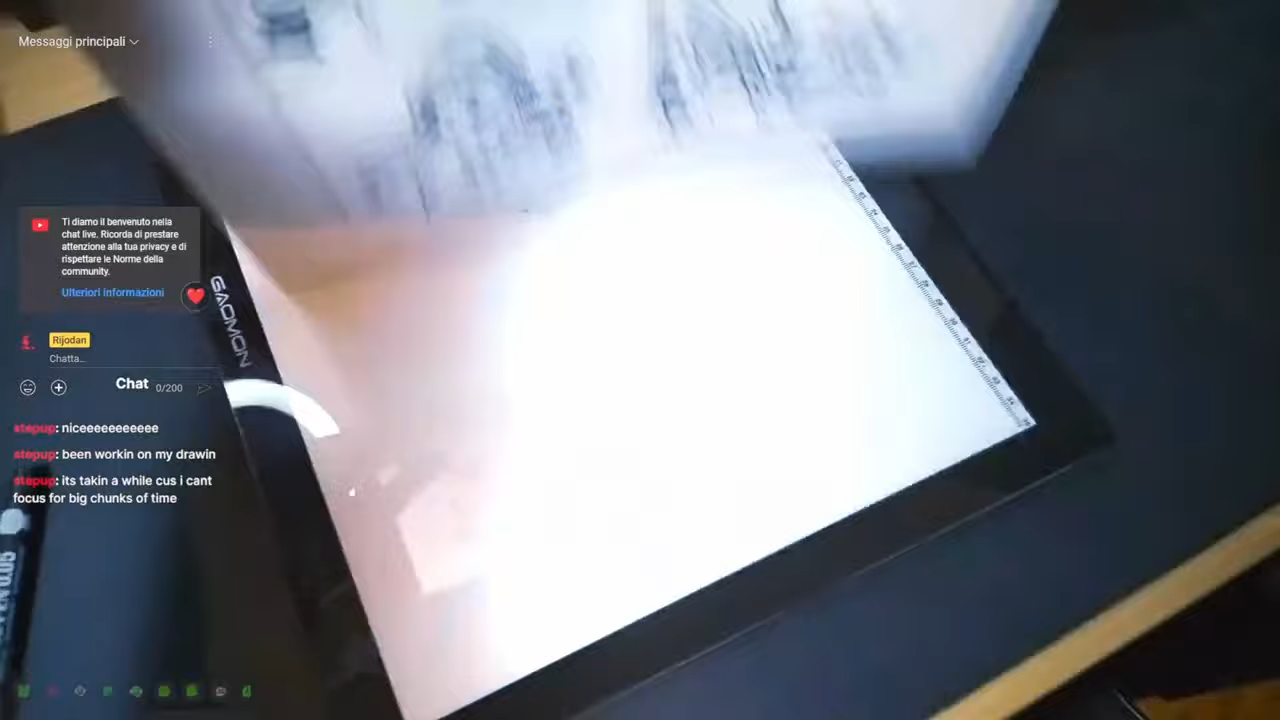 Messaggi principali
Ti diamo il benvenuto nella
chat live. Ricorda di prestare
attenzione alla tua privacy e di
rispettare le Norme della
community.
Ulteriori informazioni
GAOMON
Rijodan
Chatta...
Chat 0/200
stepup: niceeeeeeeeeee
stepup: been workin on my drawin
stepup: its takin a while cus i cant
focus for big chunks of time